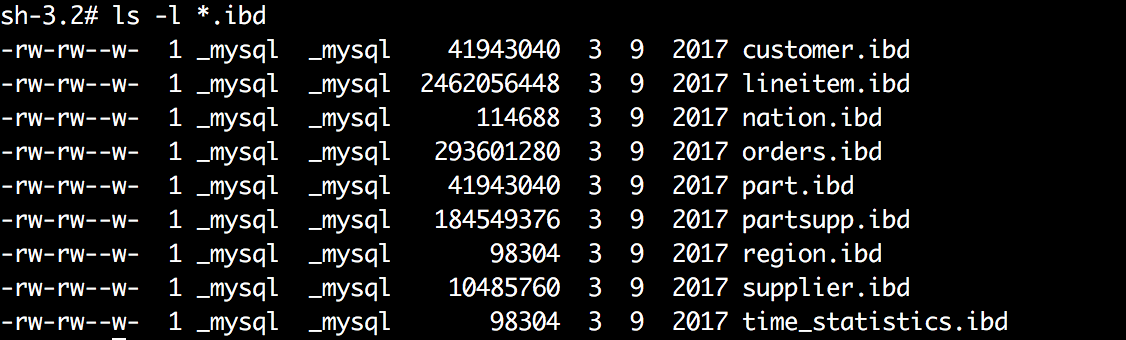 sh-3.2# ls -l *.ibd
-rw-rw--w-  1 _mysql  _mysql    41943040  3  9  2017 customer.ibd
-rw-rw--w-  1 _mysql  _mysql  2462056448  3  9  2017 lineitem.ibd
-rw-rw--w-  1 _mysql  _mysql      114688  3  9  2017 nation.ibd
-rw-rw--w-  1 _mysql  _mysql   293601280  3  9  2017 orders.ibd
-rw-rw--w-  1 _mysql  _mysql    41943040  3  9  2017 part.ibd
-rw-rw--w-  1 _mysql  _mysql   184549376  3  9  2017 partsupp.ibd
-rw-rw--w-  1 _mysql  _mysql       98304  3  9  2017 region.ibd
-rw-rw--w-  1 _mysql  _mysql    10485760  3  9  2017 supplier.ibd
-rw-rw--w-  1 _mysql  _mysql       98304  3  9  2017 time_statistics.ibd